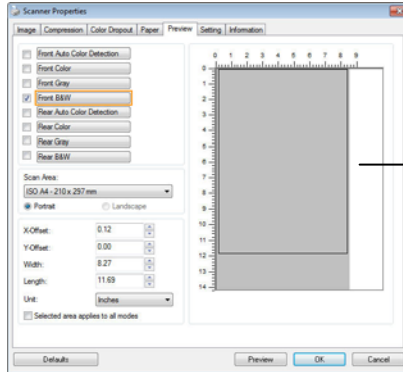 Scanner Properties
Image Compression Color Dropout Paper Preview Setting Information
Front Auto Color Detection
Front Color
Front Gray
Front B&W
Rear Auto Color Detection
Rear Color
Rear Gray
Rear B&W
Scan Area:
ISO A4 - 210 x 297 mm
Portrait Landscape
X-Offset: 0.12
Y-Offset: 0.00
Width: 8.27
Length: 11.69
Unit: Inches
Selected area applies to all modes
0 1 2 3 4 5 6 7 8 9
0
1
2
3
4
5
6
7
8
9
10
11
12
13
14
Defaults Preview OK Cancel